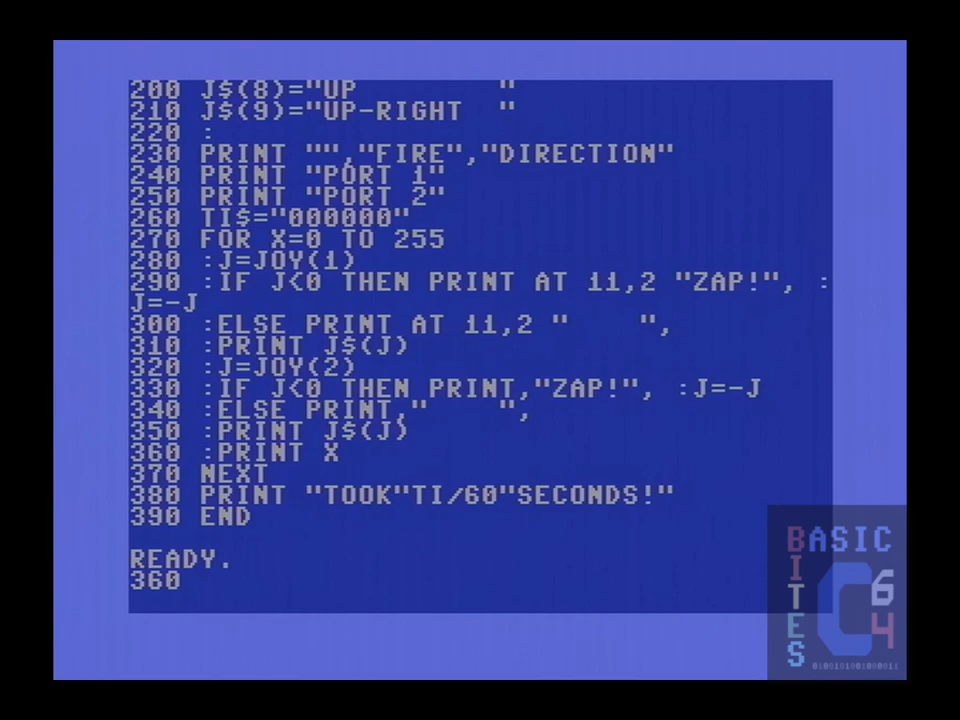 200 J$(8)="UP        "
210 J$(9)="UP-RIGHT  "
220 :
230 PRINT "","FIRE","DIRECTION"
240 PRINT "PORT 1"
250 PRINT "PORT 2"
260 TI$="000000"
270 FOR X=0 TO 255
280 :J=JOY(1)
290 :IF J<0 THEN PRINT AT 11,2 "ZAP!", :
J=-J
300 :ELSE PRINT AT 11,2 "    ",
310 :PRINT J$(J)
320 :J=JOY(2)
330 :IF J<0 THEN PRINT,"ZAP!", :J=-J
340 :ELSE PRINT,"    ",
350 :PRINT J$(J)
360 :PRINT X
370 NEXT
380 PRINT "TOOK"TI/60"SECONDS!"
390 END
READY.
360
BASIC
BITES
C64